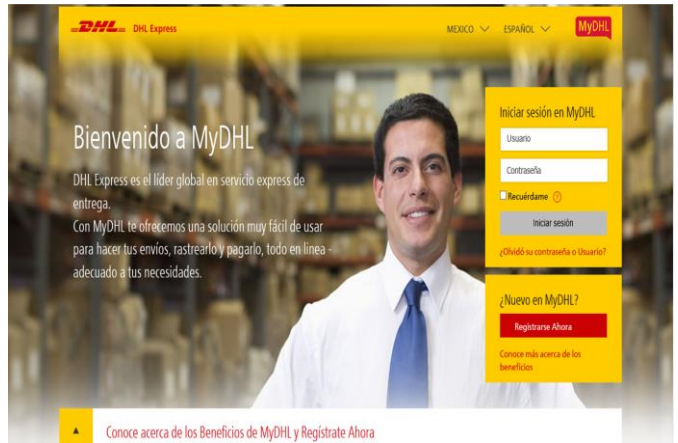 DHL DHL Express
MEXICO ESPAÑOL MyDHL
Bienvenido a MyDHL
DHL Express es el líder global en servicio express de
entrega.
Con MyDHL te ofrecemos una solución muy fácil de usar
para hacer tus envíos, rastrearlo y pagarlo, todo en linea -
adecuado a tus necesidades.
Iniciar sesión en MyDHL
Usuario
Contraseña
Recuérdame ?
Iniciar sesión
¿Olvidó su contraseña o Usuario?
¿Nuevo en MyDHL?
Registrarse Ahora
Conoce más acerca de los
beneficios
Conoce acerca de los Beneficios de MyDHL y Regístrate Ahora